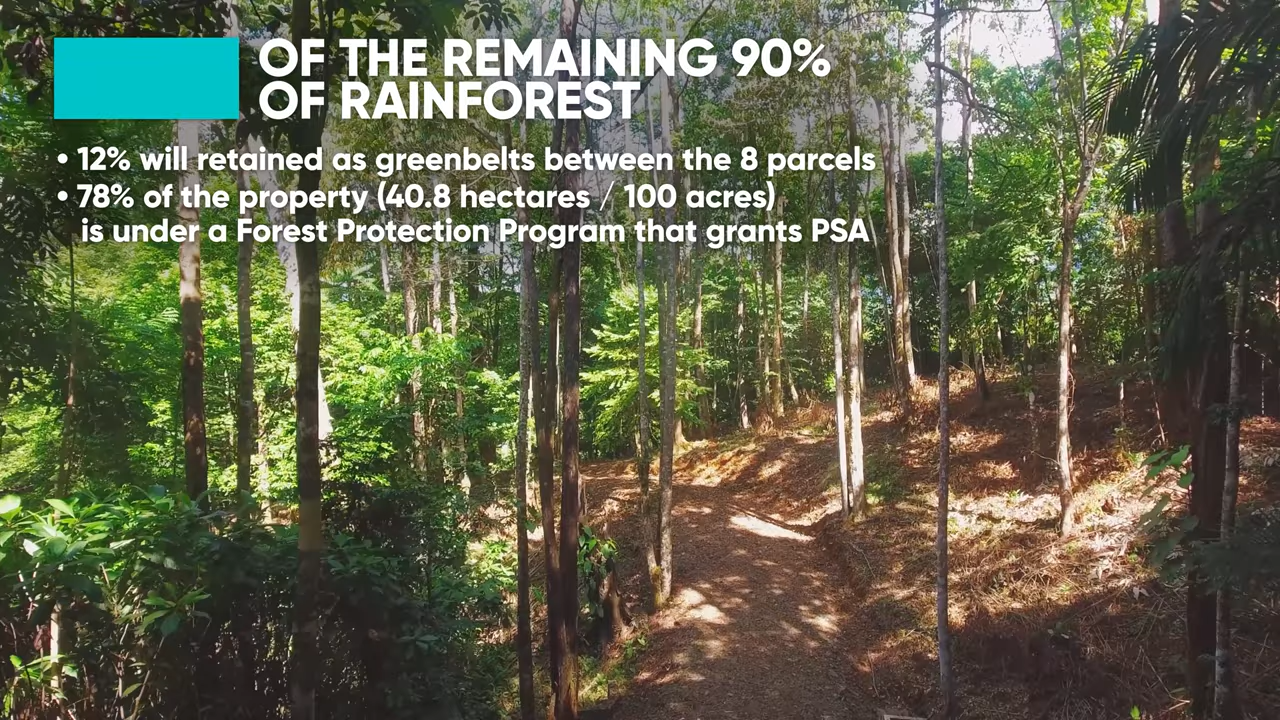 OF THE REMAINING 90%
OF RAINFOREST
• 12% will retained as greenbelts between the 8 parcels
• 78% of the property (40.8 hectares / 100 acres)
is under a Forest Protection Program that grants PSA